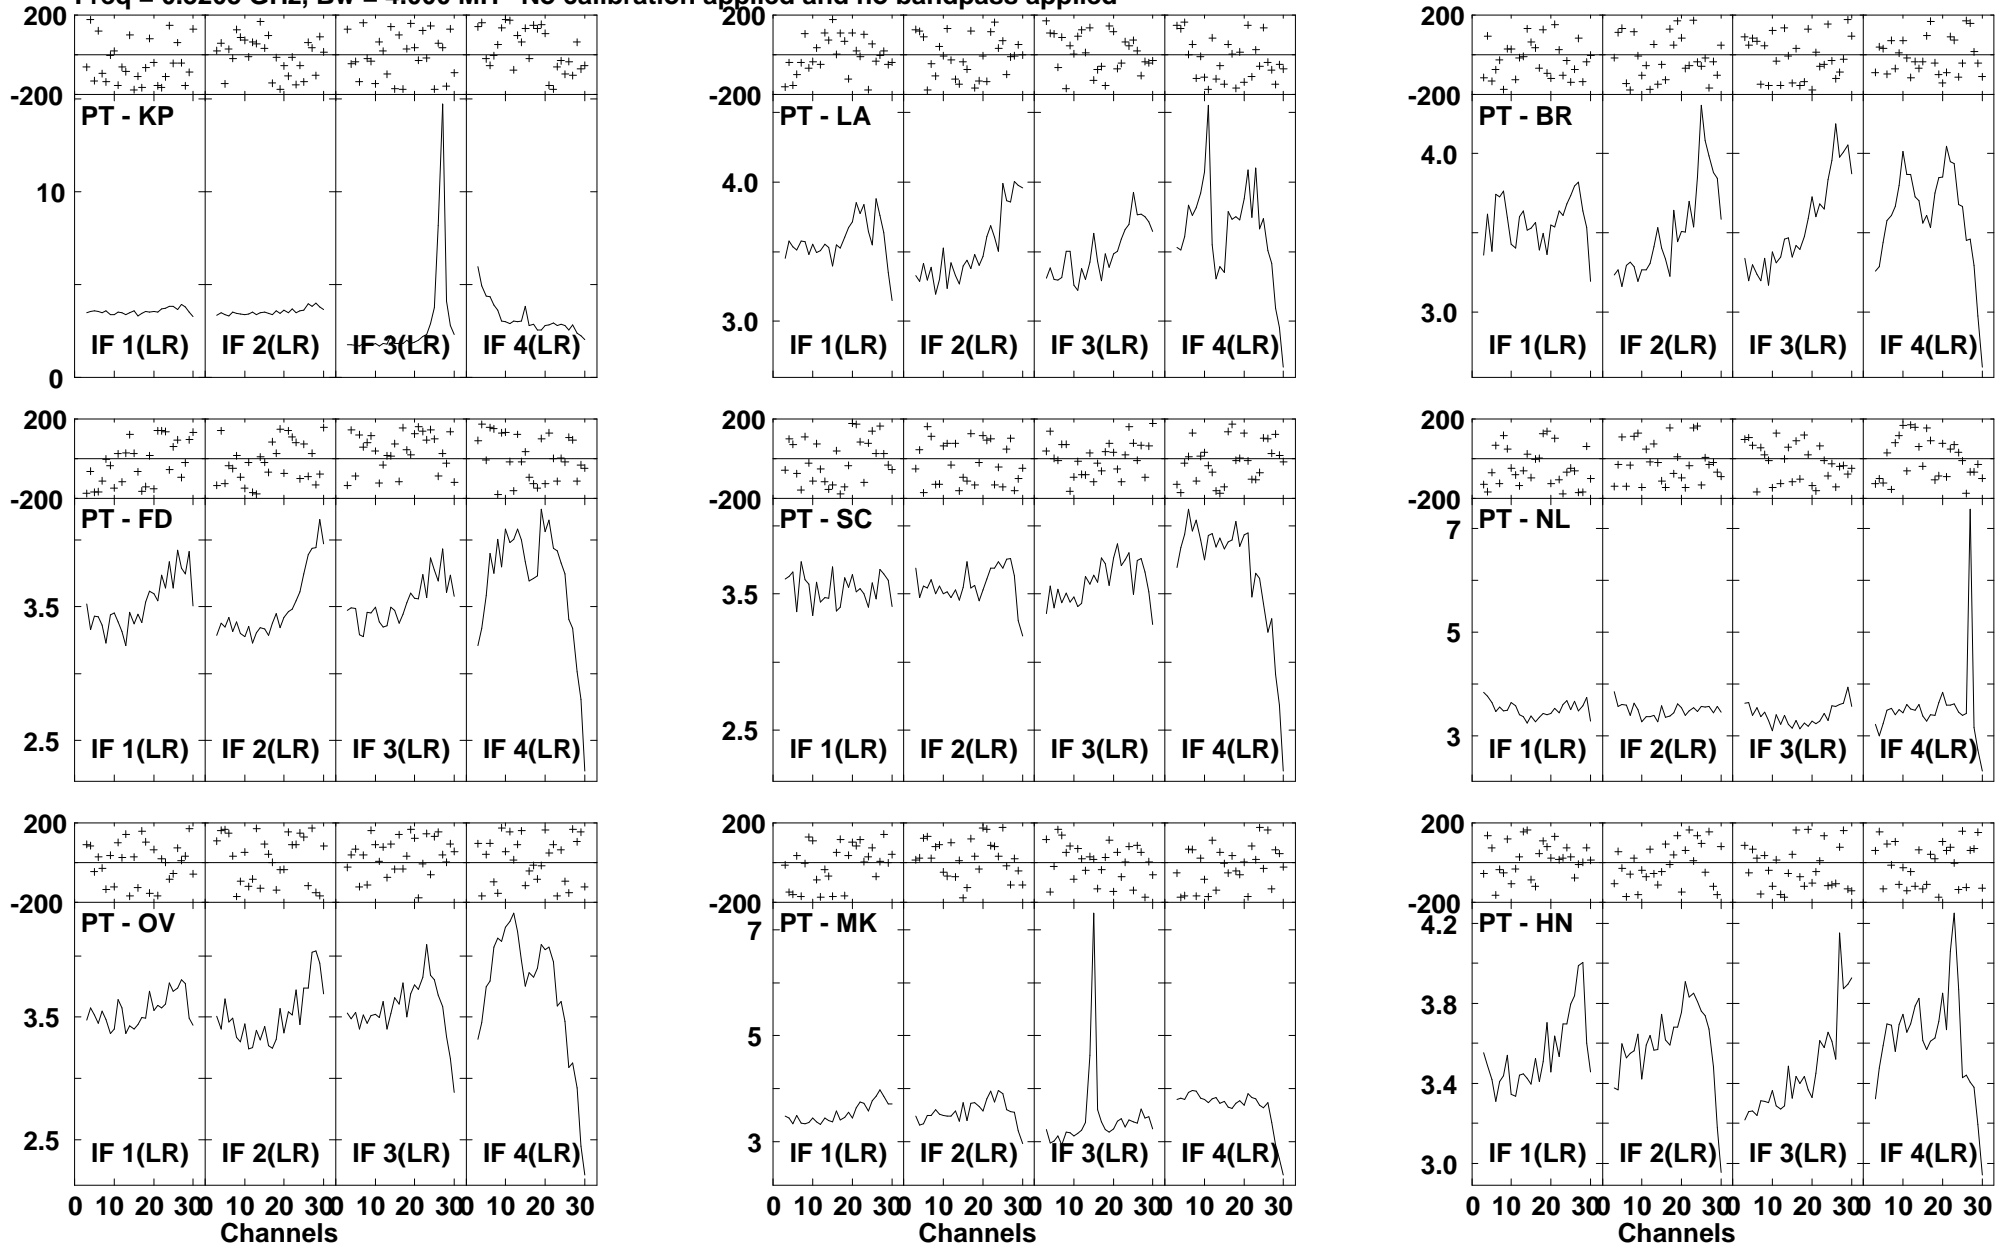 calibration applied and no bandpass applied
200 200 200
-200 -200 -200
PT - KP PT - LA PT - BR
4.0 4.0
10
3.0 3.0
IF 1(LR) IF 2(LR) IF 3(LR) IF 4(LR) IF 1(LR) IF 2(LR) IF 3(LR) IF 4(LR) IF 1(LR) IF 2(LR) IF 3(LR) IF 4(LR)
0
200 200 200
-200 -200 -200
PT - FD PT - SC PT - NL
7
3.5 3.5
5
2.5 2.5 3
IF 1(LR) IF 2(LR) IF 3(LR) IF 4(LR) IF 1(LR) IF 2(LR) IF 3(LR) IF 4(LR) IF 1(LR) IF 2(LR) IF 3(LR) IF 4(LR)
200 200 200
-200 -200 -200
PT - OV PT - MK PT - HN
7 4.2
3.5 5 3.8
3.4
2.5 3 3.0
IF 1(LR) IF 2(LR) IF 3(LR) IF 4(LR) IF 1(LR) IF 2(LR) IF 3(LR) IF 4(LR) IF 1(LR) IF 2(LR) IF 3(LR) IF 4(LR)
0 10 20 30 0 10 20 30 0 10 20 30 0 10 20 30 0 10 20 30 0 10 20 30 0 10 20 30 0 10 20 30 0 10 20 30 0 10 20 30 0 10 20 30 0 10 20 30
Channels Channels Channels